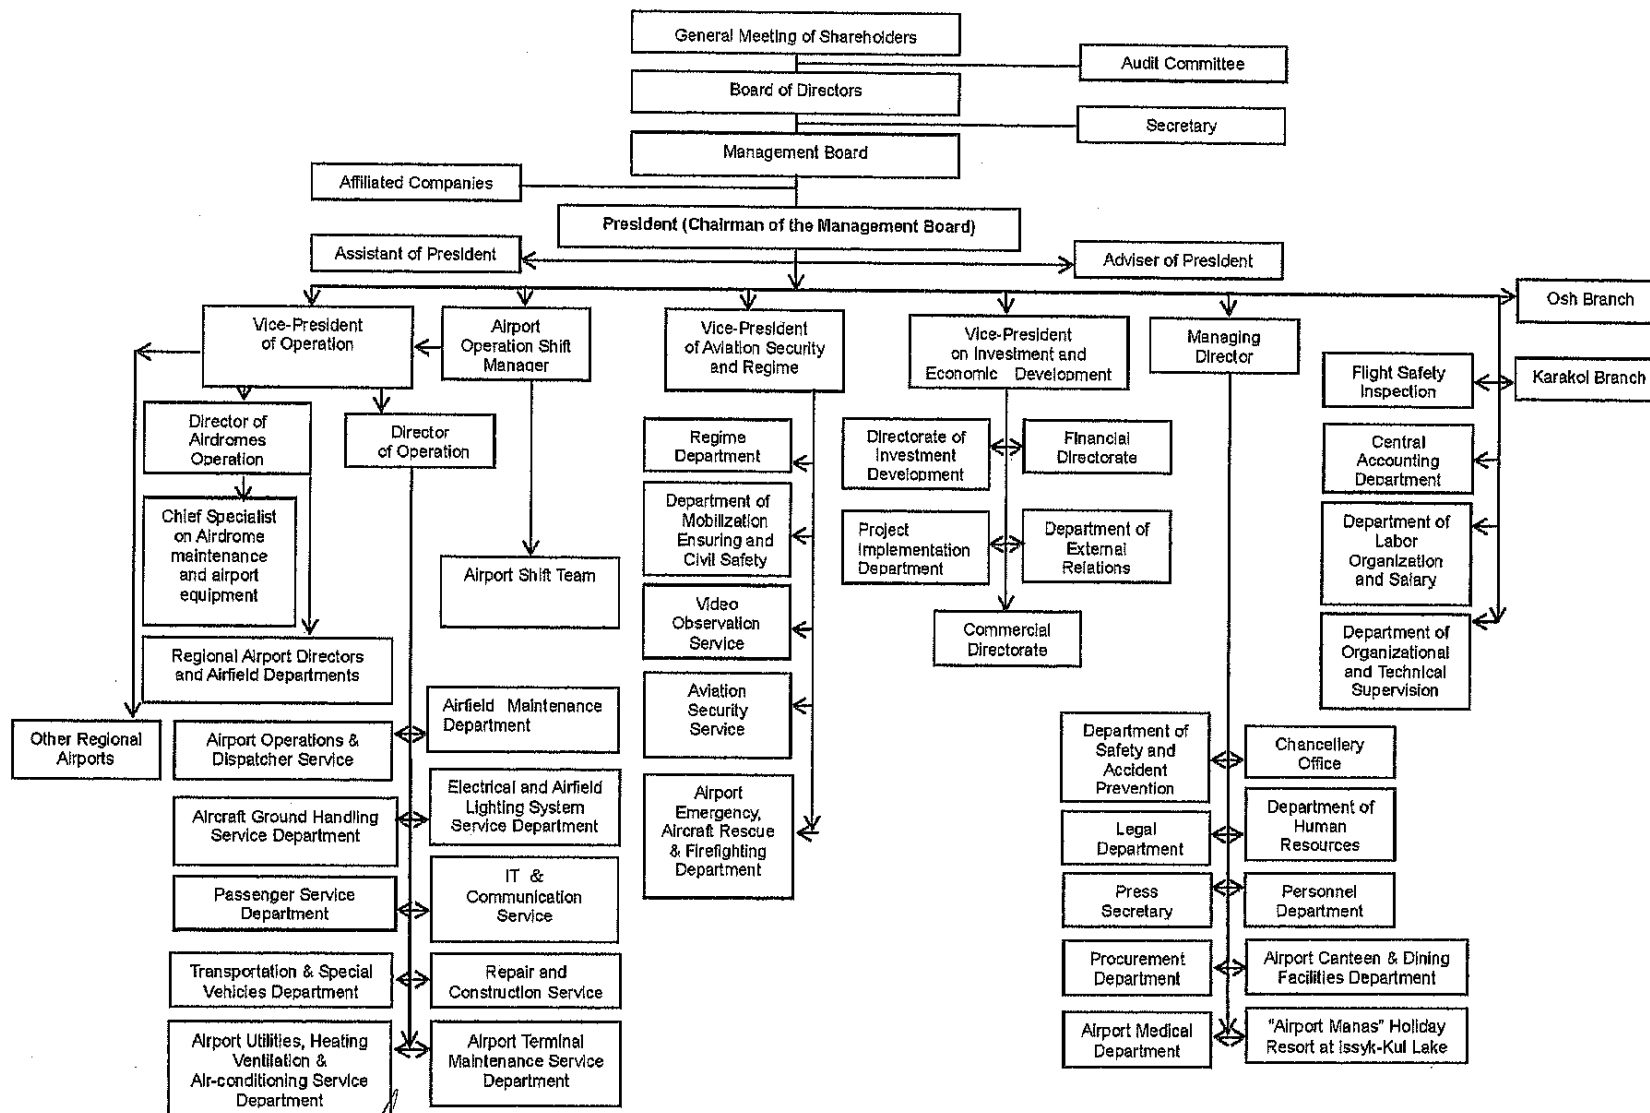 General Meeting of Shareholders
Audit Committee
Board of Directors
Secretary
Management Board
Affiliated Companies
President (Chairman of the Management Board)
Assistant of President
Adviser of President
Osh Branch
Vice-President
of Operation
Airport
Operation Shift
Manager
Vice-President
of Aviation Security
and Regime
Vice-President
on Investment and
Economic Development
Managing
Director
Flight Safety
Inspection
Karakol Branch
Director of
Airdromes
Operation
Director
of Operation
Regime
Department
Directorate of
Investment
Development
Financial
Directorate
Central
Accounting
Department
Chief Specialist
on Airdrome
maintenance
and airport
equipment
Airport Shift Team
Department of
Mobilization
Ensuring and
Civil Safety
Project
Implementation
Department
Department of
External
Relations
Department of
Labor
Organization
and Salary
Video
Observation
Service
Commercial
Directorate
Department of
Organizational
and Technical
Supervision
Regional Airport Directors
and Airfield Departments
Other Regional
Airports
Airport Operations &
Dispatcher Service
Airfield Maintenance
Department
Aviation
Security
Service
Department of
Safety and
Accident
Prevention
Chancellery
Office
Aircraft Ground Handling
Service Department
Electrical and Airfield
Lighting System
Service Department
Airport
Emergency,
Aircraft Rescue
& Firefighting
Department
Legal
Department
Department of
Human
Resources
Passenger Service
Department
IT &
Communication
Service
Press
Secretary
Personnel
Department
Transportation & Special
Vehicles Department
Repair and
Construction Service
Procurement
Department
Airport Canteen & Dining
Facilities Department
Airport Utilities, Heating
Ventilation &
Air-conditioning Service
Department
Airport Terminal
Maintenance Service
Department
Airport Medical
Department
"Airport Manas" Holiday
Resort at Issyk-Kul Lake